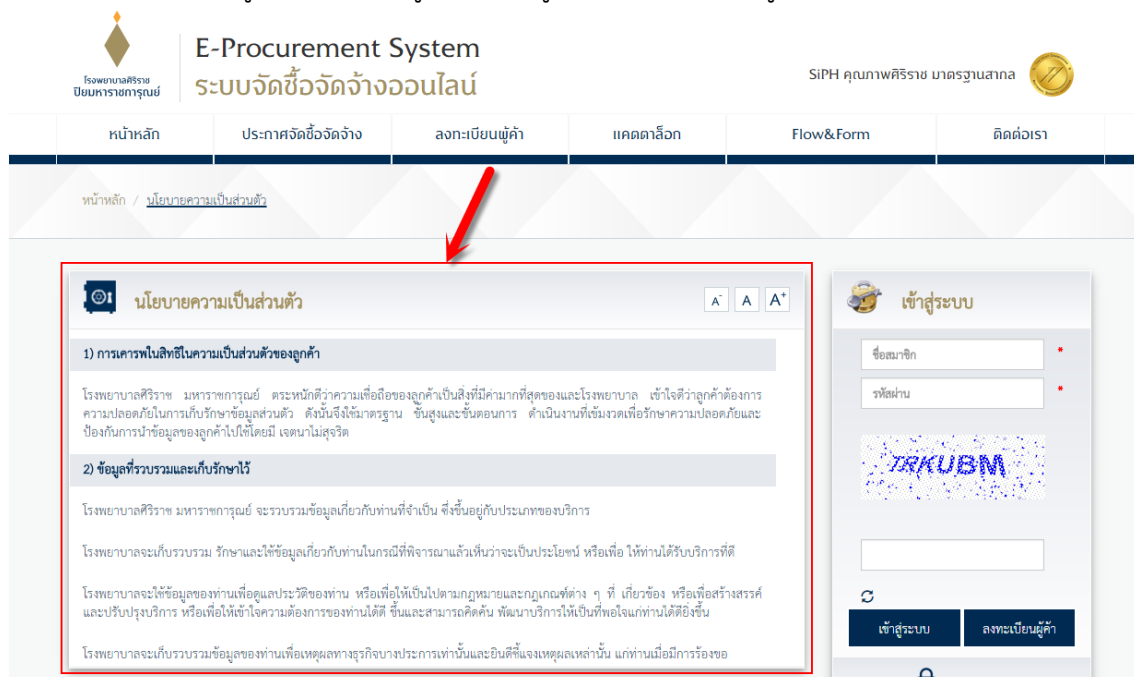 โรงพยาบาลศิริราช
ปิยมหาราชการุณย์
E-Procurement System
ระบบจัดซื้อจัดจ้างออนไลน์
SiPH คุณภาพศิริราช มาตรฐานสากล
หน้าหลัก ประกาศจัดซื้อจัดจ้าง ลงทะเบียนผู้ค้า แคตตาล็อก Flow&Form ติดต่อเรา
หน้าหลัก / นโยบายความเป็นส่วนตัว
นโยบายความเป็นส่วนตัว
A- A A+
1) การเคารพในสิทธิในความเป็นส่วนตัวของลูกค้า
โรงพยาบาลศิริราช มหาราชการุณย์ ตระหนักดีว่าความเชื่อถือของลูกค้าเป็นสิ่งที่มีค่ามากที่สุดของและโรงพยาบาล เข้าใจดีว่าลูกค้าต้องการ
ความปลอดภัยในการเก็บรักษาข้อมูลส่วนตัว ดังนั้นจึงใช้มาตรฐาน ขั้นสูงและขั้นตอนการ ดำเนินงานที่เข้มงวดเพื่อรักษาความปลอดภัยและ
ป้องกันการนำข้อมูลของลูกค้าไปใช้โดยมี เจตนาไม่สุจริต
2) ข้อมูลที่รวบรวมและเก็บรักษาไว้
โรงพยาบาลศิริราช มหาราชการุณย์ จะรวบรวมข้อมูลเกี่ยวกับท่านที่จำเป็น ซึ่งขึ้นอยู่กับประเภทของบริการ
โรงพยาบาลจะเก็บรวบรวม รักษาและใช้ข้อมูลเกี่ยวกับท่านในกรณีที่พิจารณาแล้วเห็นว่าจะเป็นประโยชน์ หรือเพื่อ ให้ท่านได้รับบริการที่ดี
โรงพยาบาลจะใช้ข้อมูลของท่านเพื่อดูแลประวัติของท่าน หรือเพื่อให้เป็นไปตามกฎหมายและกฎเกณฑ์ต่าง ๆ ที่ เกี่ยวข้อง หรือเพื่อสร้างสรรค์
และปรับปรุงบริการ หรือเพื่อให้เข้าใจความต้องการของท่านได้ดี ขึ้นและสามารถคิดค้น พัฒนาบริการให้เป็นที่พอใจแก่ท่านได้ดียิ่งขึ้น
โรงพยาบาลจะเก็บรวบรวมข้อมูลของท่านเพื่อเหตุผลทางธุรกิจบางประการเท่านั้นและยินดีชี้แจงเหตุผลเหล่านั้น แก่ท่านเมื่อมีการร้องขอ
เข้าสู่ระบบ
ชื่อสมาชิก *
รหัสผ่าน *
7RKUBM
เข้าสู่ระบบ ลงทะเบียนผู้ค้า